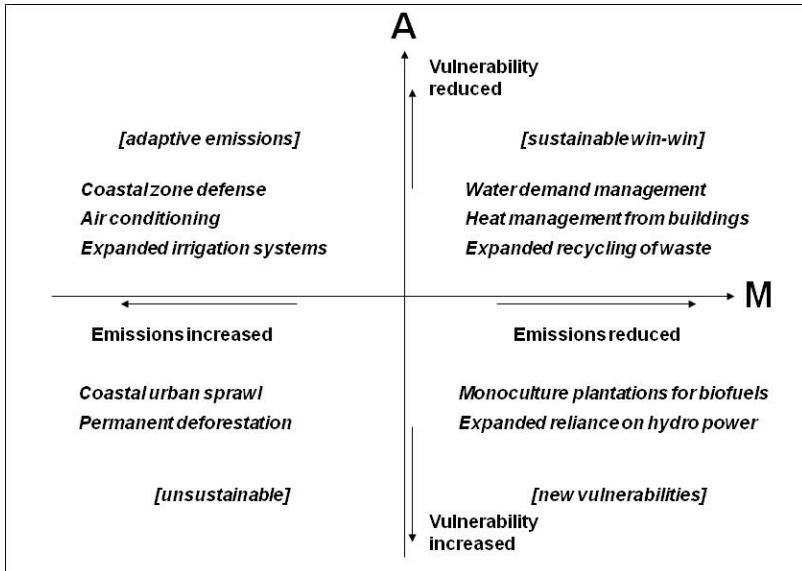 A
Vulnerability
reduced
[adaptive emissions]
[sustainable win-win]
Coastal zone defense
Air conditioning
Expanded irrigation systems
Water demand management
Heat management from buildings
Expanded recycling of waste
M
Emissions increased
Emissions reduced
Coastal urban sprawl
Permanent deforestation
Monoculture plantations for biofuels
Expanded reliance on hydro power
[unsustainable]
[new vulnerabilities]
Vulnerability
increased